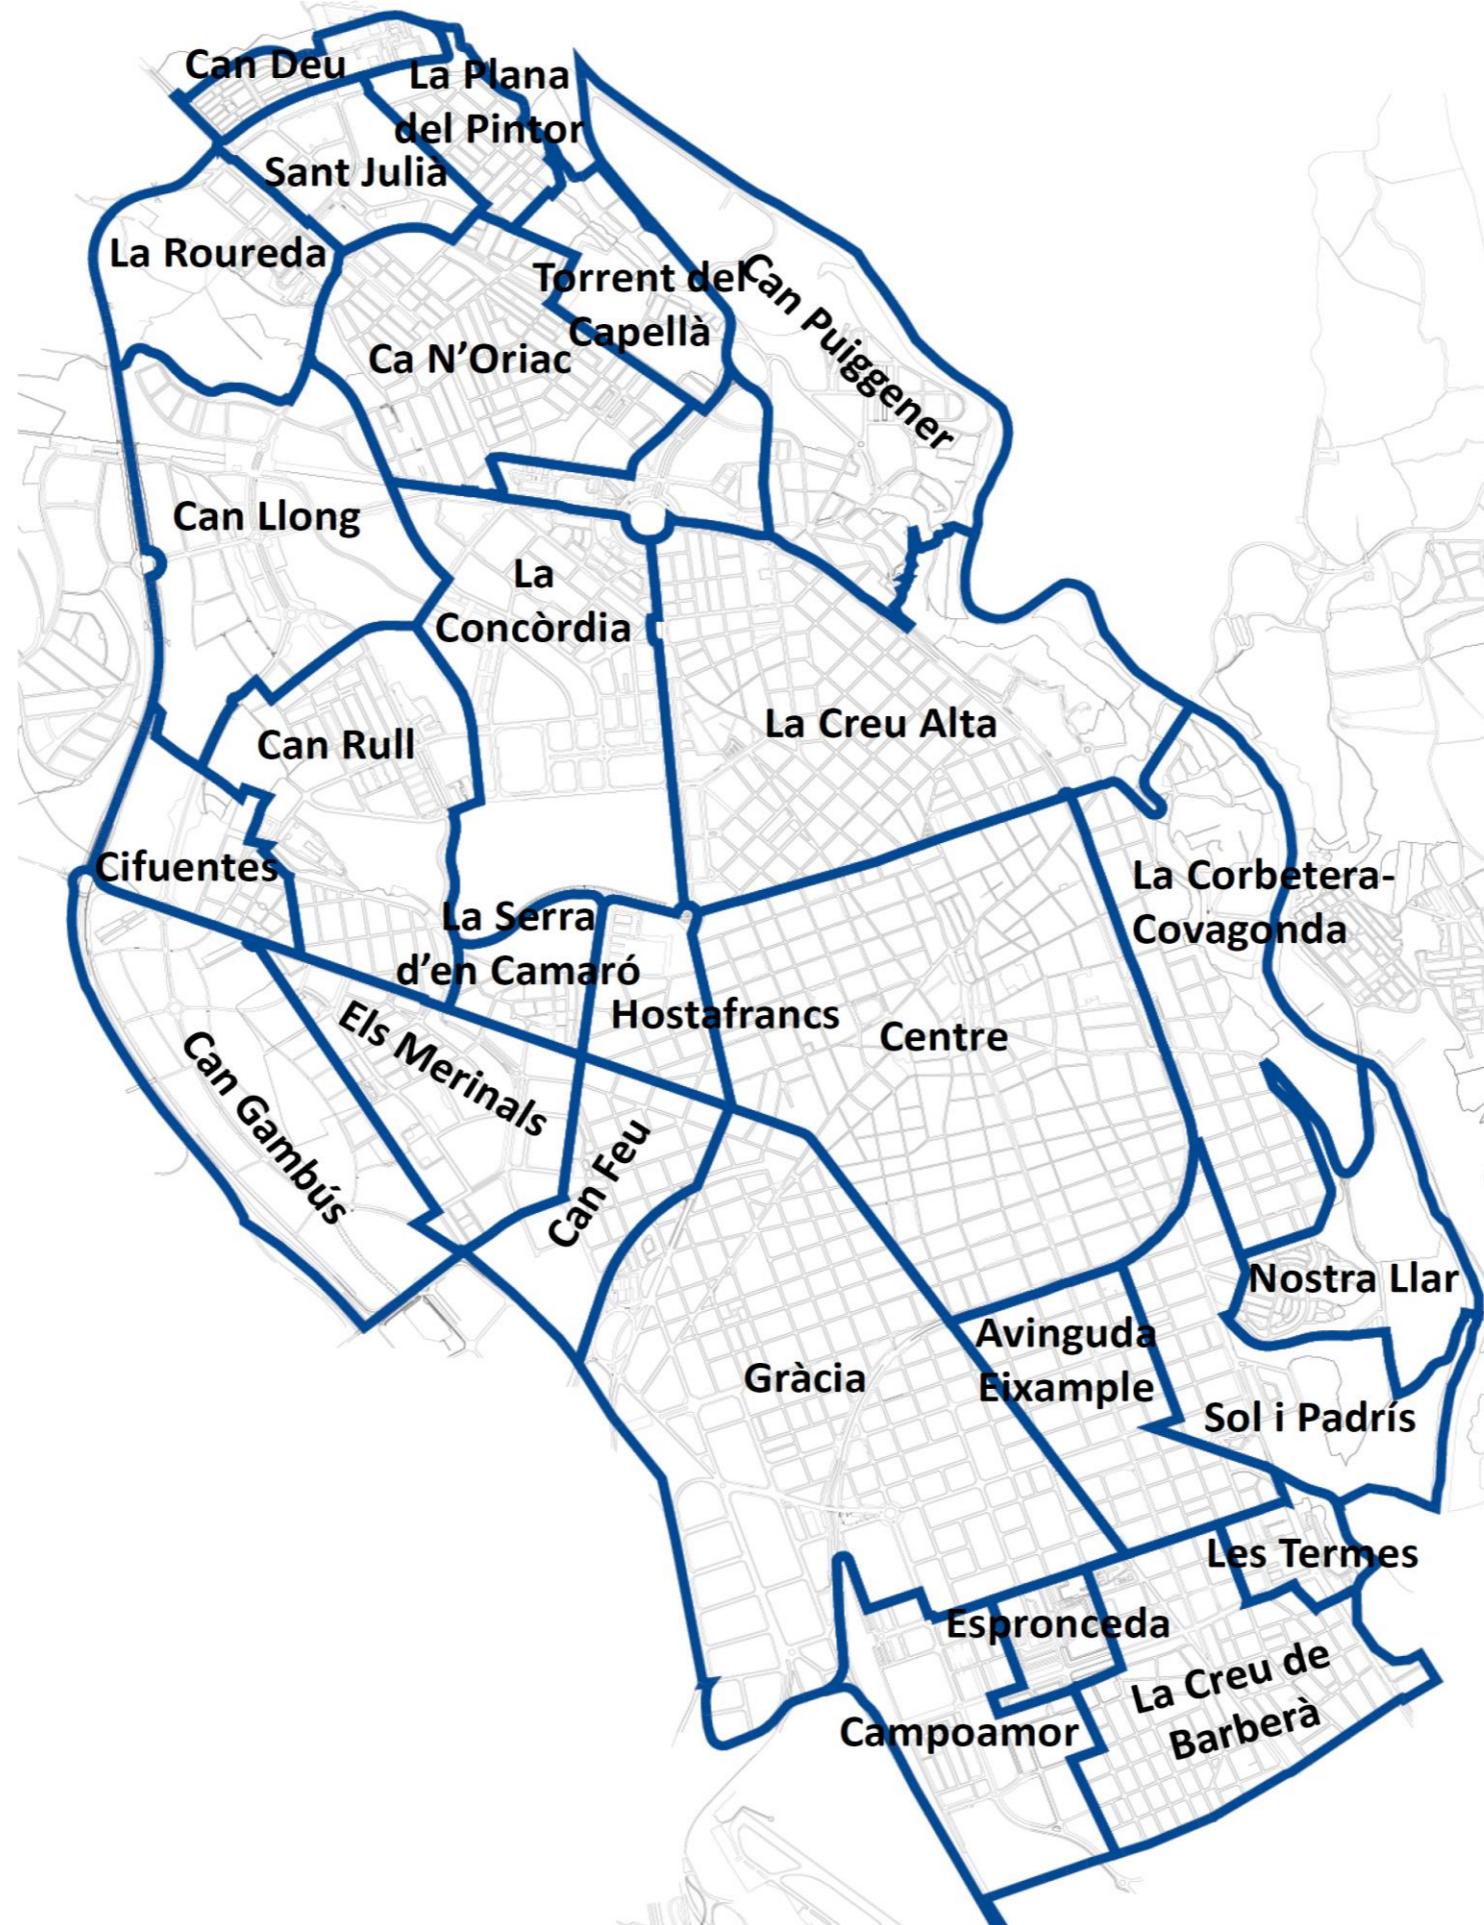 Can Deu
La Plana
del Pintor
Sant Julià
La Roureda
Torrent del
Capellà
Can Puiggener
Ca N'Oriac
Can Llong
La
Concòrdia
La Creu Alta
Can Rull
Cifuentes
La Corbetera-
Covagonda
La Serra
d'en Camaró
Hostafrancs
Centre
Els Merinals
Can Gambús
Can Feu
Nostra Llar
Avinguda
Eixample
Gràcia
Sol i Padrís
Les Termes
Espronceda
La Creu de
Barberà
Campoamor